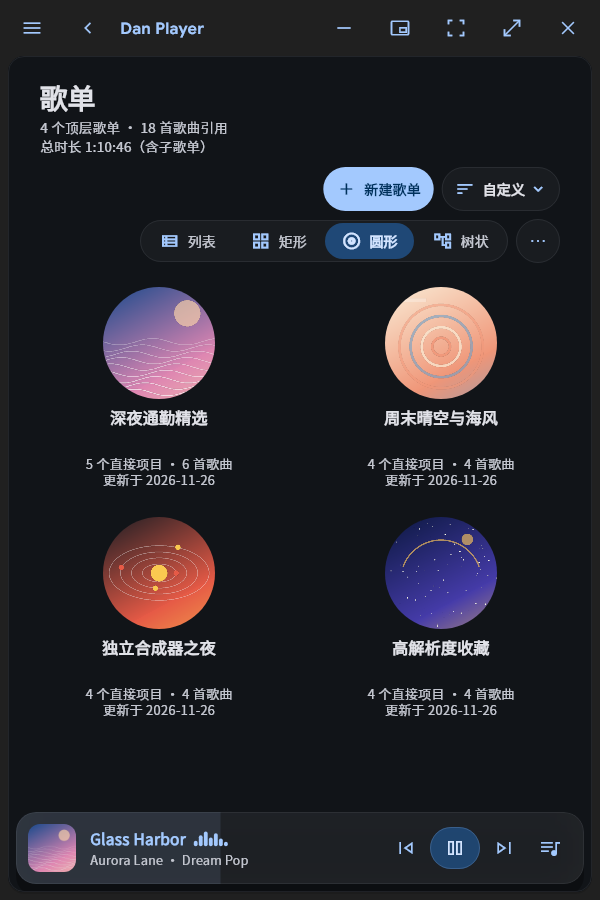 Dan Player
歌单
4 个顶层歌单 • 18 首歌曲引用
总时长 1:10:46（含子歌单）
新建歌单
自定义
列表
矩形
圆形
树状
深夜通勤精选
5 个直接项目 • 6 首歌曲
更新于 2026-11-26
周末晴空与海风
4 个直接项目 • 4 首歌曲
更新于 2026-11-26
独立合成器之夜
4 个直接项目 • 4 首歌曲
更新于 2026-11-26
高解析度收藏
4 个直接项目 • 4 首歌曲
更新于 2026-11-26
Glass Harbor
Aurora Lane • Dream Pop